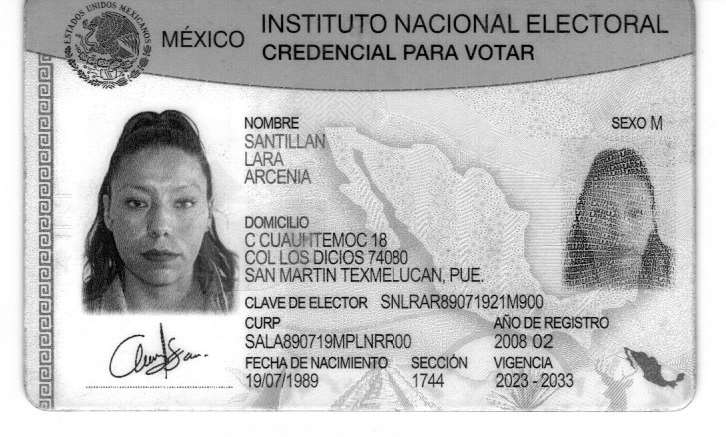 ESTADOS UNIDOS MEXICANOS
MÉXICO
INSTITUTO NACIONAL ELECTORAL
CREDENCIAL PARA VOTAR
NOMBRE
SEXO M
SANTILLAN
LARA
ARCENIA
DOMICILIO
C CUAUHTEMOC 18
COL LOS DICIOS 74080
SAN MARTIN TEXMELUCAN, PUE.
CLAVE DE ELECTOR SNLRAR89071921M900
CURP
AÑO DE REGISTRO
SALA890719MPLNRR00
2008 02
FECHA DE NACIMIENTO SECCIÓN VIGENCIA
19/07/1989 1744 2023 - 2033